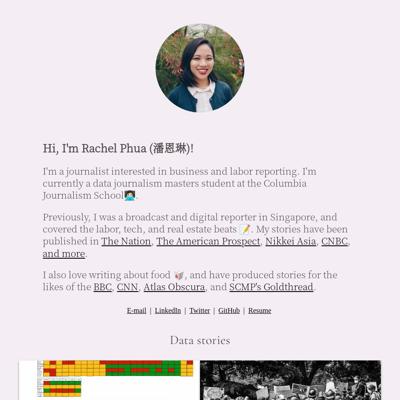 Hi, I'm Rachel Phua (潘恩琳)!
I'm a journalist interested in business and labor reporting. I'm
currently a data journalism masters student at the Columbia
Journalism School👩🏻‍💻.
Previously, I was a broadcast and digital reporter in Singapore, and
covered the labor, tech, and real estate beats 📝. My stories have been
published in The Nation, The American Prospect, Nikkei Asia, CNBC,
and more.
I also love writing about food 🥡, and have produced stories for the
likes of the BBC, CNN, Atlas Obscura, and SCMP's Goldthread.
E-mail | LinkedIn | Twitter | GitHub | Resume
Data stories